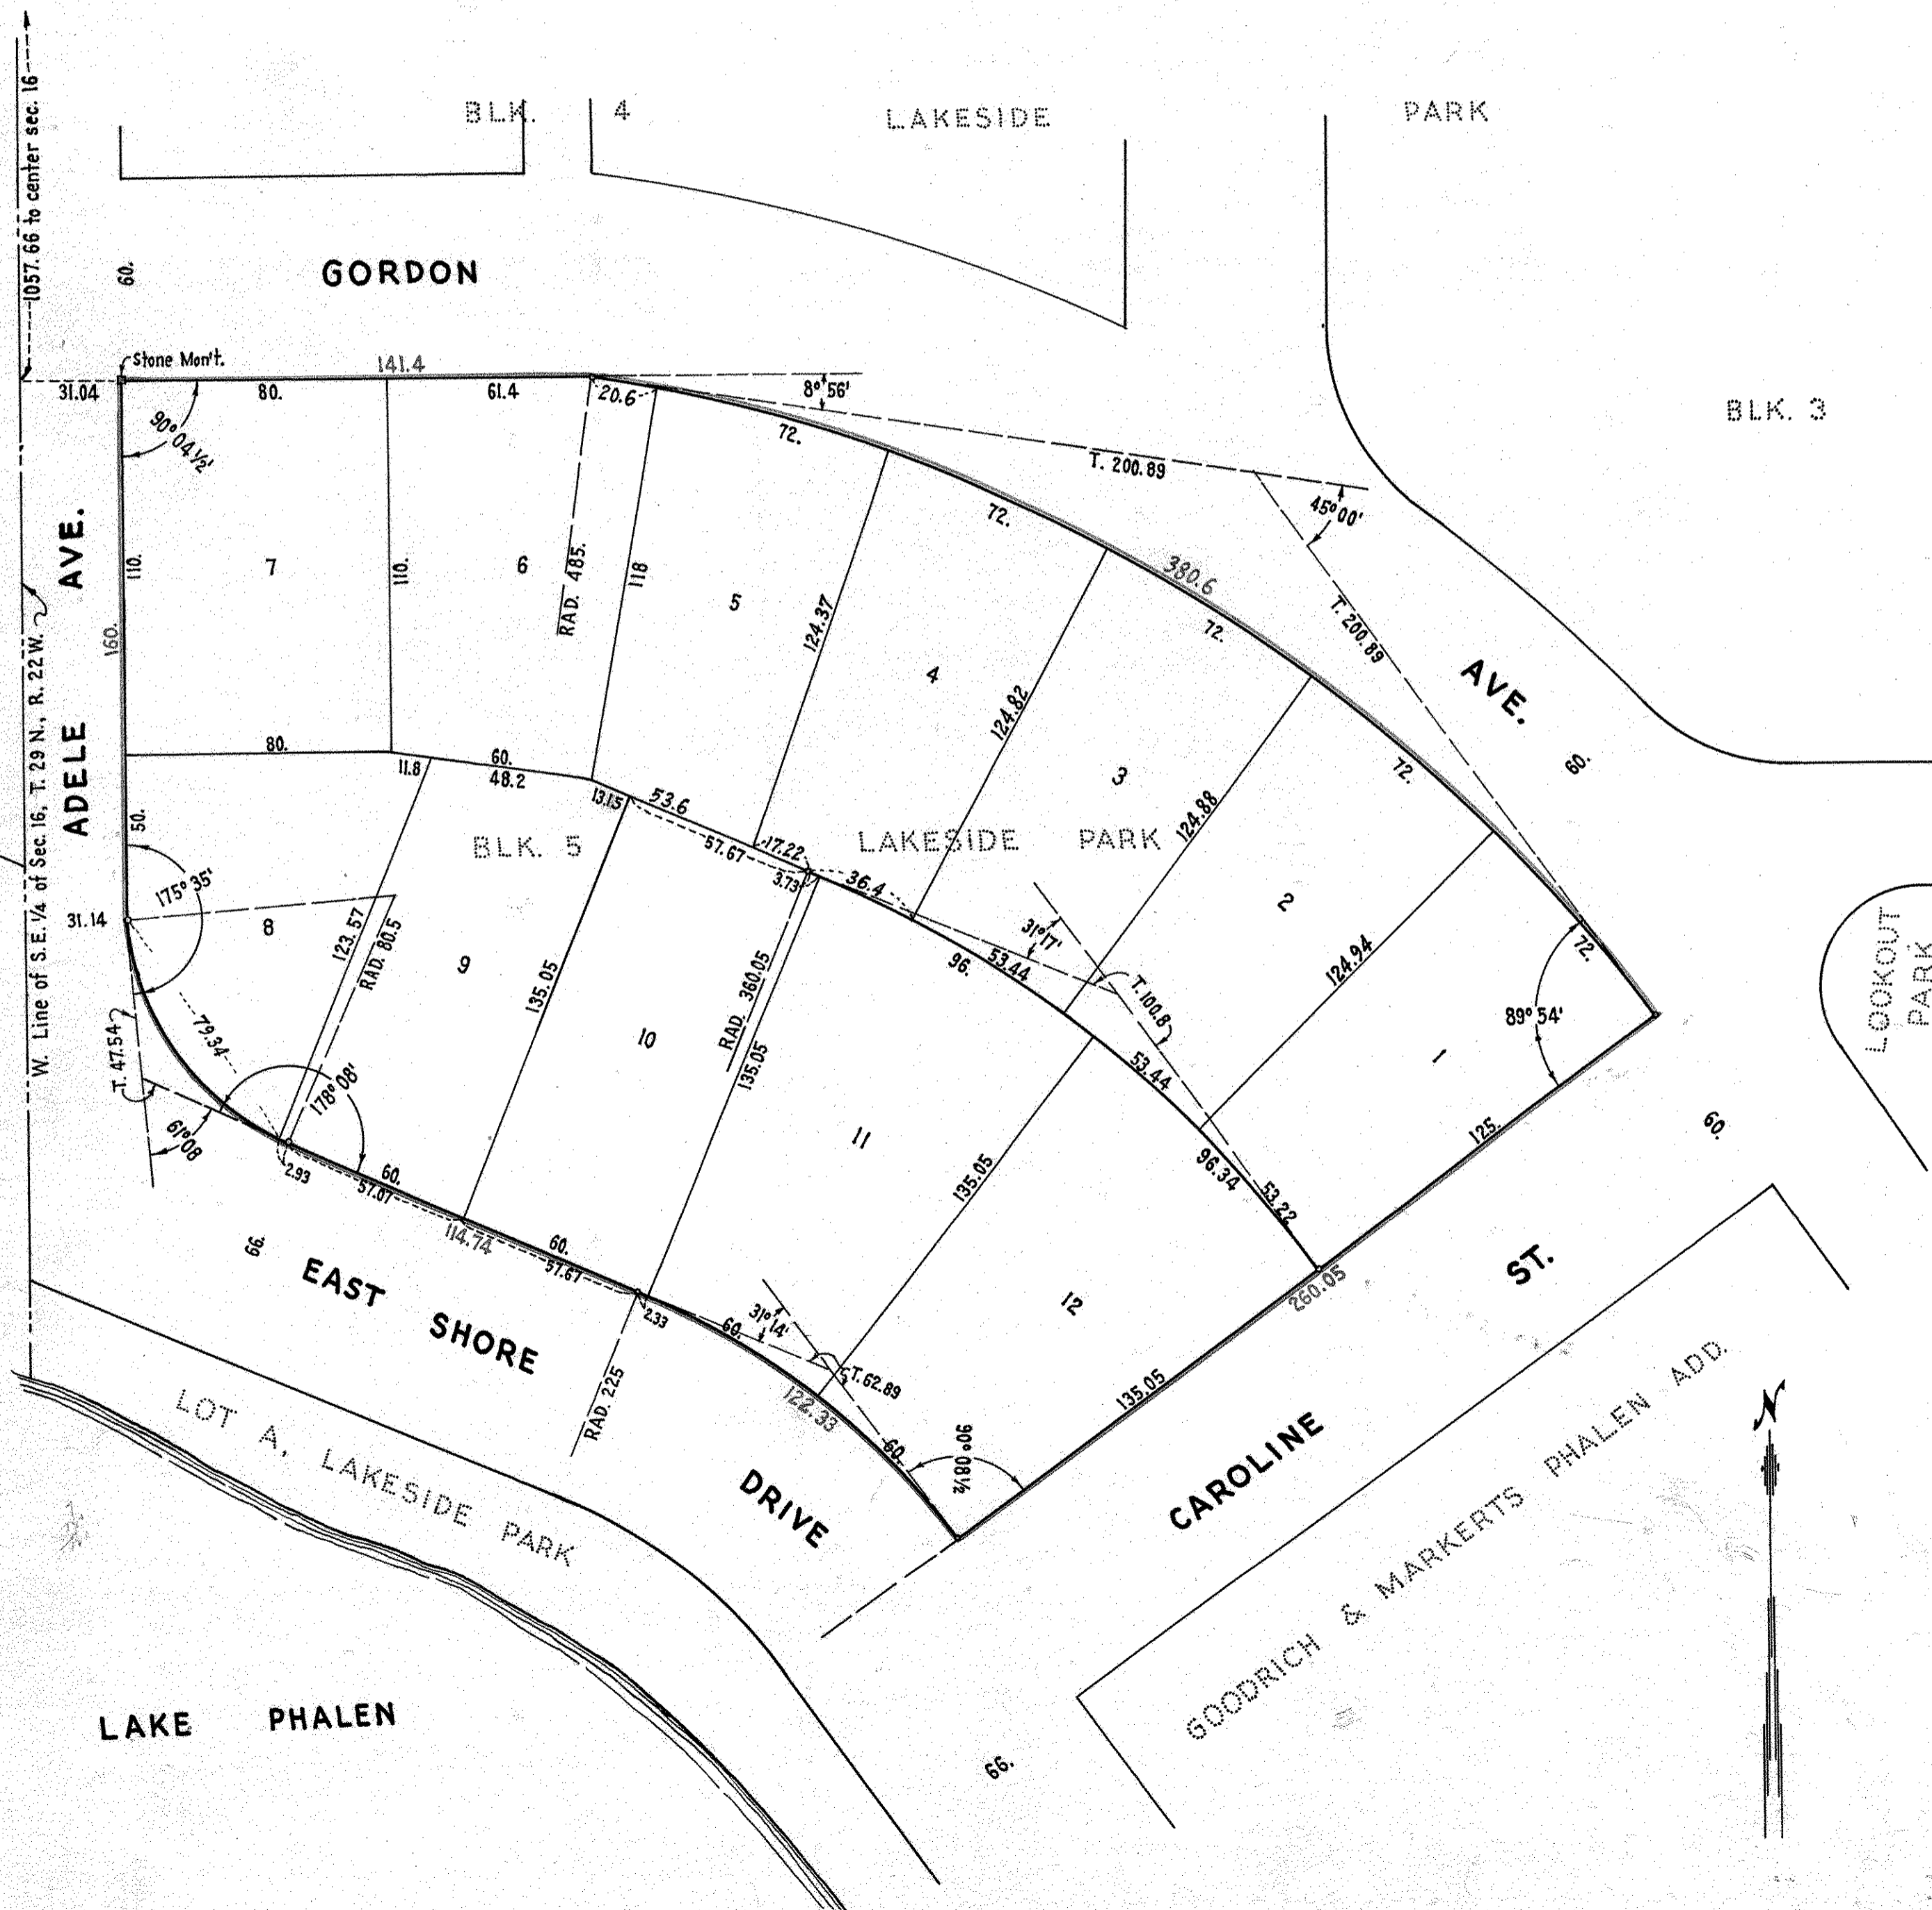 1057.66 to center sec. 16
BLK. 4 LAKESIDE PARK
60.
GORDON
Stone Mon't.
141.4
31.04
80.
61.4
20.6
8° 56'
90° 04 1/2'
72.
T. 200.89
45° 00'
BLK. 3
ADELE AVE.
110.
7
110.
6
RAD. 485.
118
5
124.37
72.
4
124.82
380.6
72.
T. 200.89
AVE.
60.
160.
W. Line of S.E. 1/4 of Sec. 16, T. 29 N., R. 22 W.
80.
11.8
60.
48.2
13.15
53.6
57.67
17.22
3.73
36.4
3
124.88
72.
50.
BLK. 5 LAKESIDE PARK
175° 35'
31.14
8
123.57
RAD. 80.5
9
135.05
10
RAD. 360.05
135.05
96.
53.44
31° 17'
T. 100.8
2
124.94
72.
89° 54'
LOOKOUT
PARK
T. 47.54
79.34
178° 08'
61° 08
2.93
60.
57.07
114.74
60.
57.67
11
135.05
53.44
96.34
53.22
1
125.
60.
66.
EAST SHORE
2.33
60.
31° 14'
T. 62.89
12
260.05
ST.
RAD. 225
122.33
60.
90° 08 1/2
135.05
LOT A, LAKESIDE PARK
DRIVE
CAROLINE
GOODRICH & MARKERTS PHALEN ADD.
N
LAKE PHALEN
66.